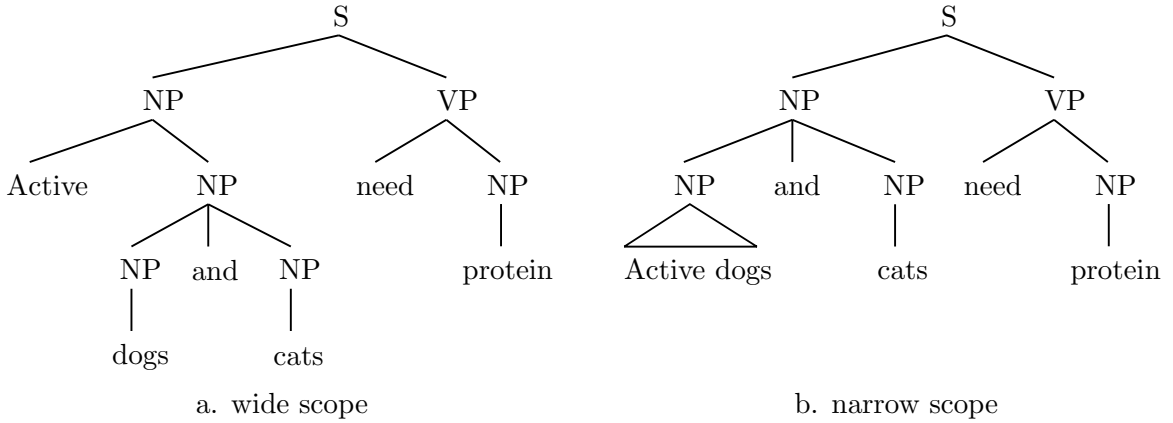 S S
NP VP NP VP
Active NP need NP NP and NP need NP
NP and NP protein Active dogs cats protein
dogs cats
a. wide scope b. narrow scope